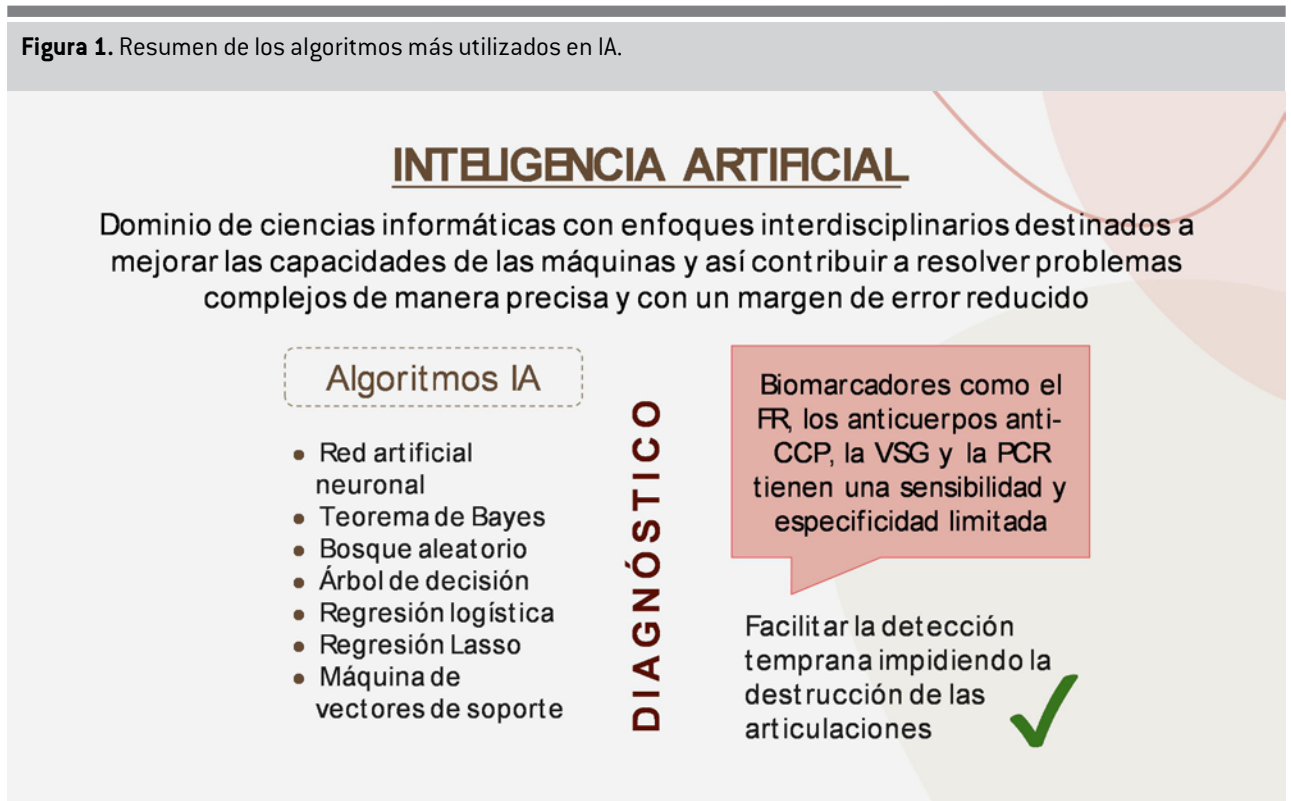 Figura 1. Resumen de los algoritmos más utilizados en IA.
INTELIGENCIA ARTIFICIAL
Dominio de ciencias informáticas con enfoques interdisciplinarios destinados a
mejorar las capacidades de las máquinas y así contribuir a resolver problemas
complejos de manera precisa y con un margen de error reducido
Algoritmos IA
• Red artificial
neuronal
• Teorema de Bayes
• Bosque aleatorio
• Árbol de decisión
• Regresión logística
• Regresión Lasso
• Máquina de
vectores de soporte
DIAGNÓSTICO
Biomarcadores como el
FR, los anticuerpos anti-
CCP, la VSG y la PCR
tienen una sensibilidad y
especificidad limitada
Facilitar la detección
temprana impidiendo la
destrucción de las
articulaciones